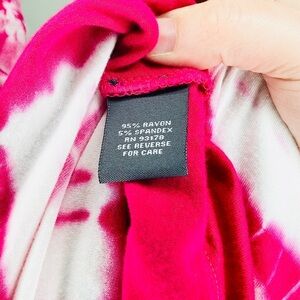 95% RAYON
5% SPANDEX
RN 93178
SEE REVERSE
FOR CARE